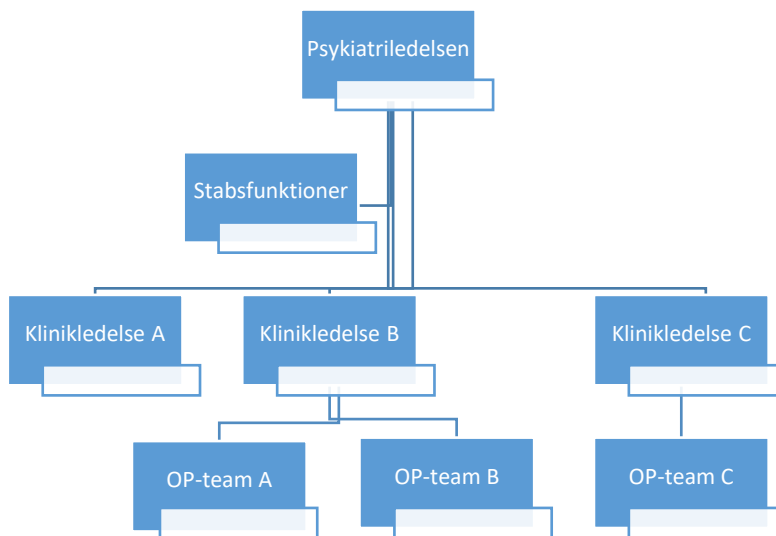 Psykiatriledelsen
Stabsfunktioner
Klinikledelse A
Klinikledelse B
Klinikledelse C
OP-team A
OP-team B
OP-team C